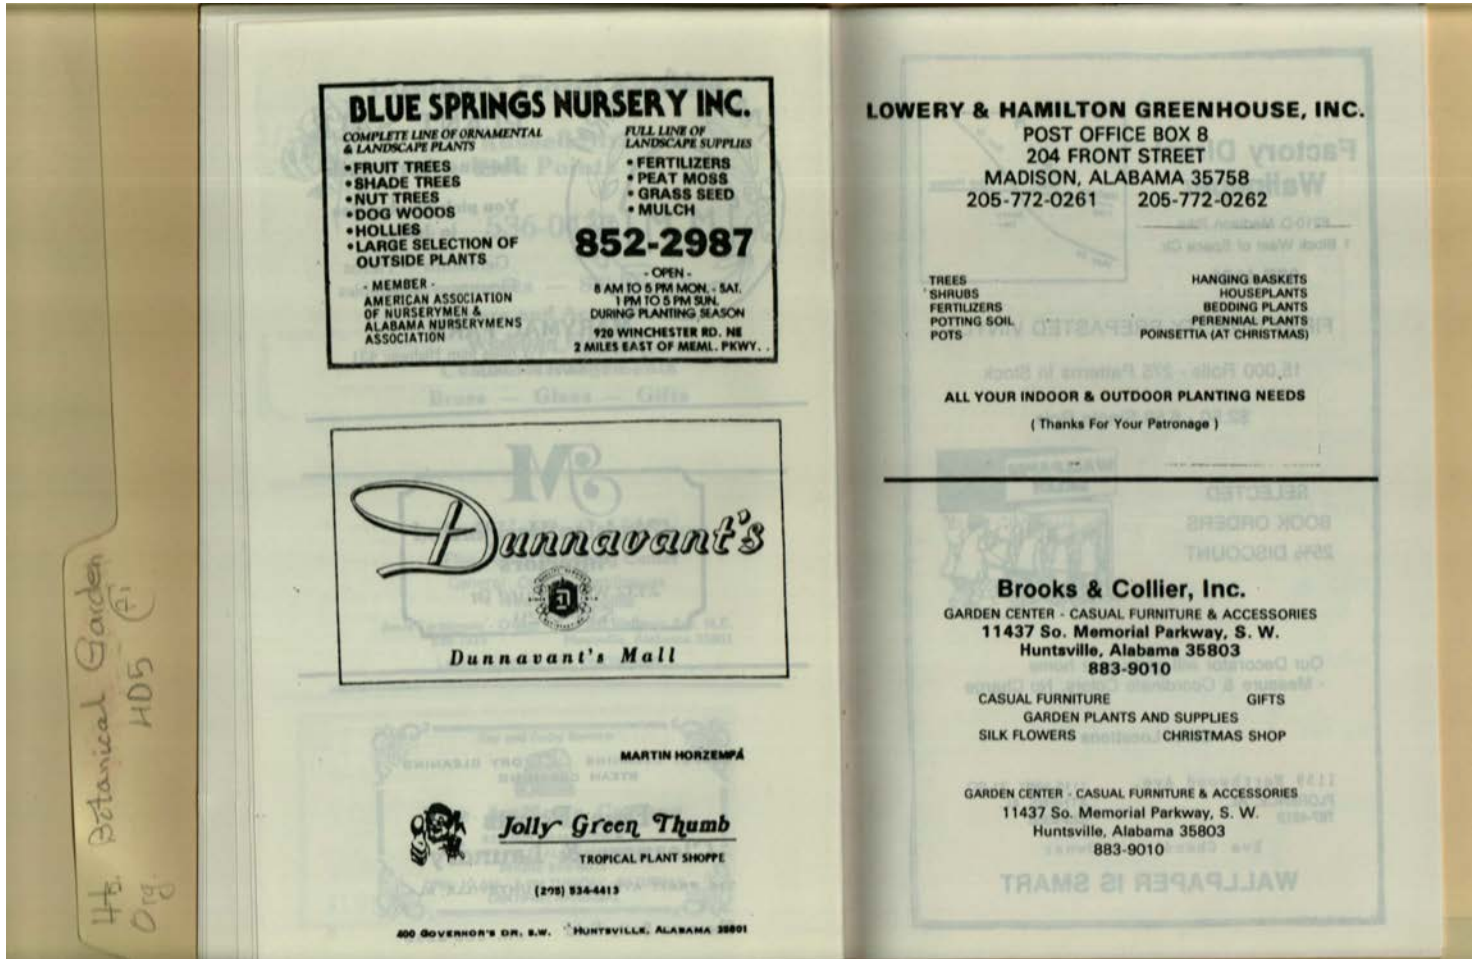 BLUE SPRINGS NURSERY INC.
COMPLETE LINE OF ORNAMENTAL
& LANDSCAPE PLANTS
• FRUIT TREES
• SHADE TREES
• NUT TREES
• DOG WOODS
• HOLLIES
• LARGE SELECTION OF
OUTSIDE PLANTS
- MEMBER -
AMERICAN ASSOCIATION
OF NURSERYMEN &
ALABAMA NURSERYMENS
ASSOCIATION
FULL LINE OF
LANDSCAPE SUPPLIES
• FERTILIZERS
• PEAT MOSS
• GRASS SEED
• MULCH
852-2987
- OPEN -
8 AM TO 5 PM MON. - SAT.
1 PM TO 5 PM SUN.
DURING PLANTING SEASON
920 WINCHESTER RD. NE
2 MILES EAST OF MEML. PKWY.
Dunnavant's
D
Dunnavant's Mall
MARTIN HORZEMPA
Jolly Green Thumb
TROPICAL PLANT SHOPPE
(205) 534-4413
400 GOVERNOR'S DR. S.W. HUNTSVILLE, ALABAMA 35801
LOWERY & HAMILTON GREENHOUSE, INC.
POST OFFICE BOX 8
204 FRONT STREET
MADISON, ALABAMA 35758
205-772-0261 205-772-0262
TREES HANGING BASKETS
SHRUBS HOUSEPLANTS
FERTILIZERS BEDDING PLANTS
POTTING SOIL PERENNIAL PLANTS
POTS POINSETTIA (AT CHRISTMAS)
ALL YOUR INDOOR & OUTDOOR PLANTING NEEDS
( Thanks For Your Patronage )
Brooks & Collier, Inc.
GARDEN CENTER - CASUAL FURNITURE & ACCESSORIES
11437 So. Memorial Parkway, S. W.
Huntsville, Alabama 35803
883-9010
CASUAL FURNITURE GIFTS
GARDEN PLANTS AND SUPPLIES
SILK FLOWERS CHRISTMAS SHOP
GARDEN CENTER - CASUAL FURNITURE & ACCESSORIES
11437 So. Memorial Parkway, S. W.
Huntsville, Alabama 35803
883-9010
Botanical Garden
Org.